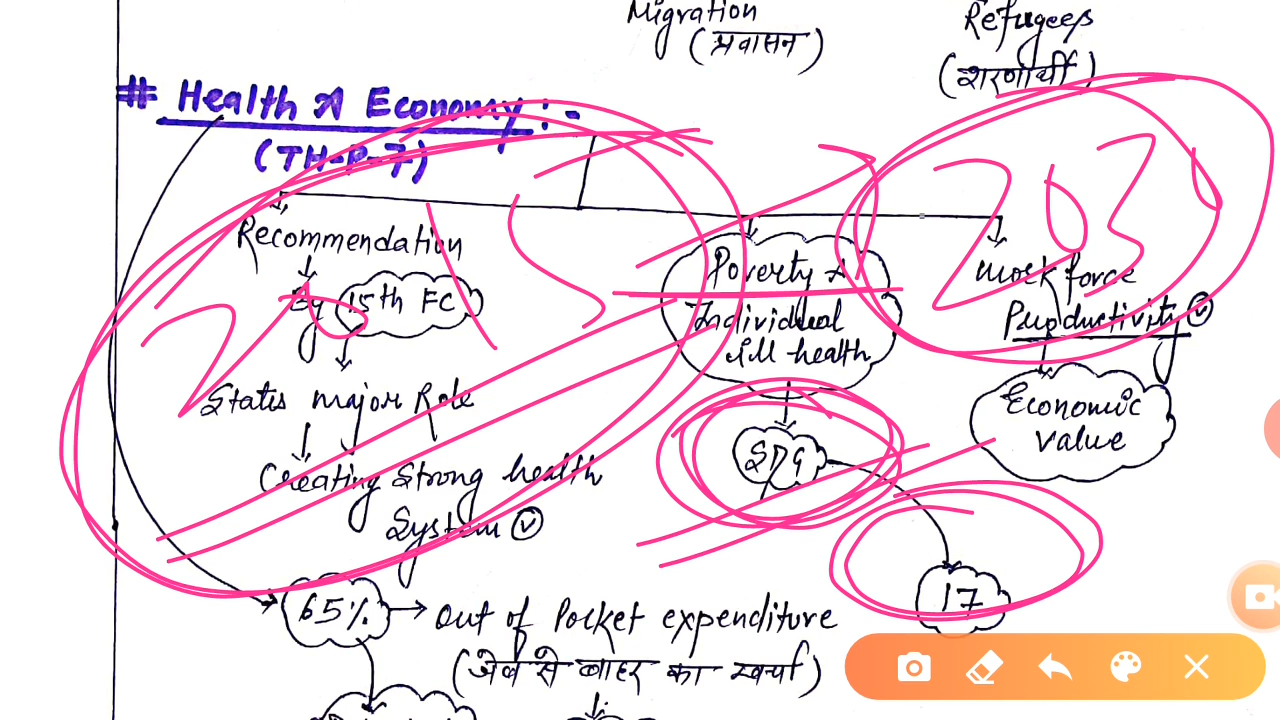 Migration
(प्रवासन)
Refugees
(शरणार्थी)
# Health & Economy :-
(TH-P-7)
Recommendation
By 15th FC
States major Role
Creating Strong health
System
Poverty &
Individual
ill health
SDG
17
work force
Productivity
Economic
value
2015
2030
65% → Out of Pocket expenditure
(जेब से बाहर का खर्चा)